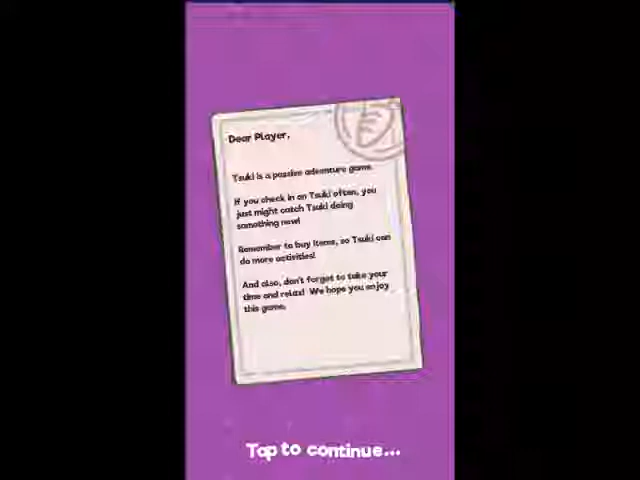 Dear Player,
Tsuki is a passive adventure game.
If you check in on Tsuki often, you
just might catch Tsuki doing
something new!
Remember to buy items, so Tsuki can
do more activities!
And also, don't forget to take your
time and relax! We hope you enjoy
this game.
Tap to continue...